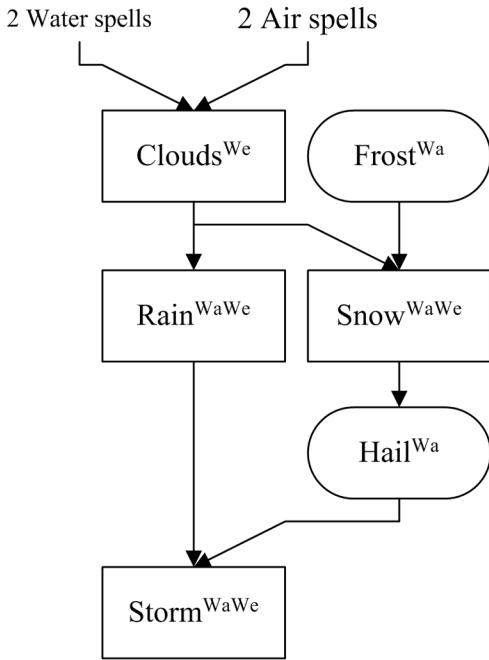 2 Water spells
2 Air spells
Clouds^We
Frost^Wa
Rain^WaWe
Snow^WaWe
Hail^Wa
Storm^WaWe